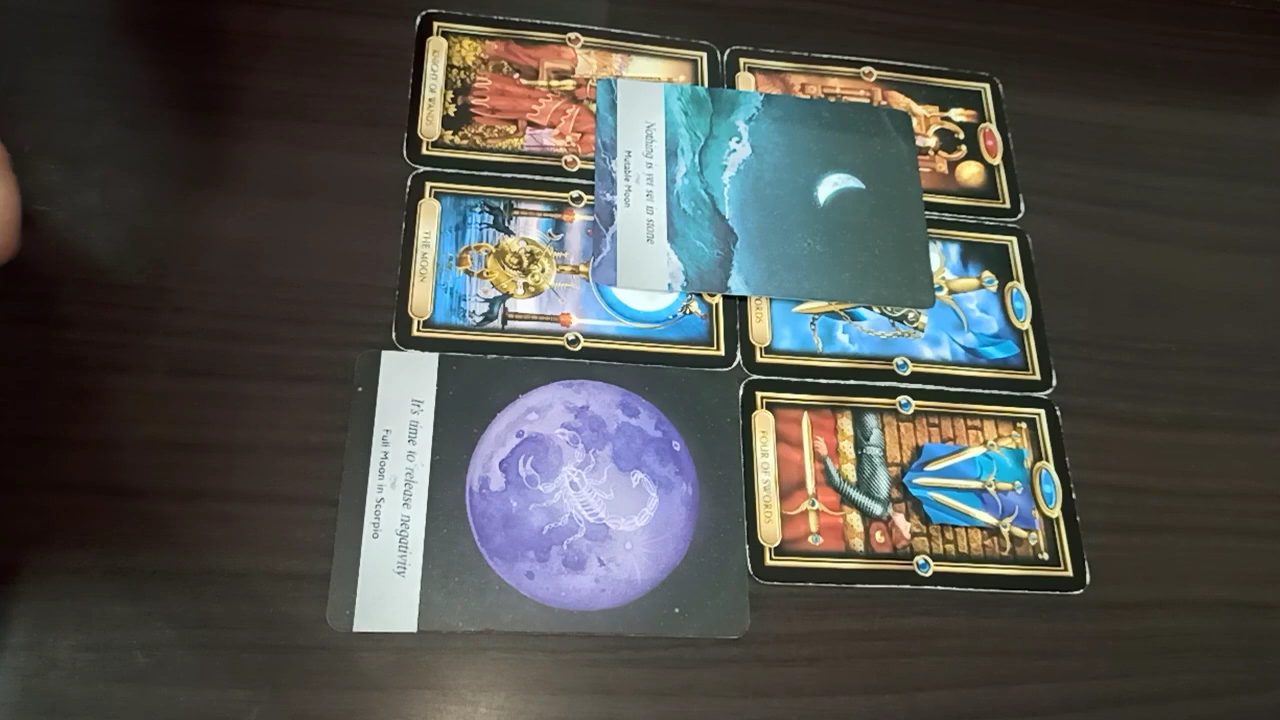 KNIGHT OF WANDS
Nothing is yet set in stone
Mutable Moon
THE MOON
ORDS
It's time to release negativity
Full Moon in Scorpio
FOUR OF SWORDS